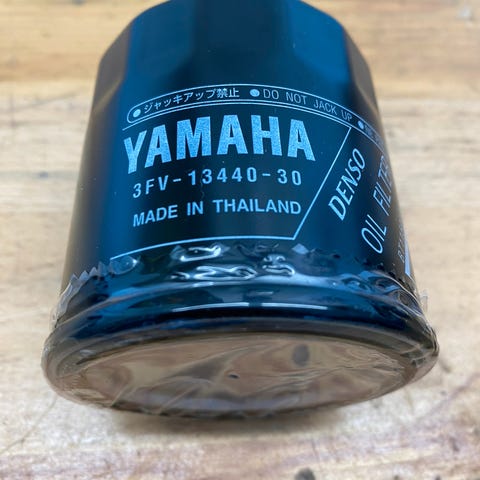 ●ジャッキアップ禁止 ●DO NOT JACK UP ●
YAMAHA
3FV-13440-30
MADE IN THAILAND
DENSO
OIL FILTER